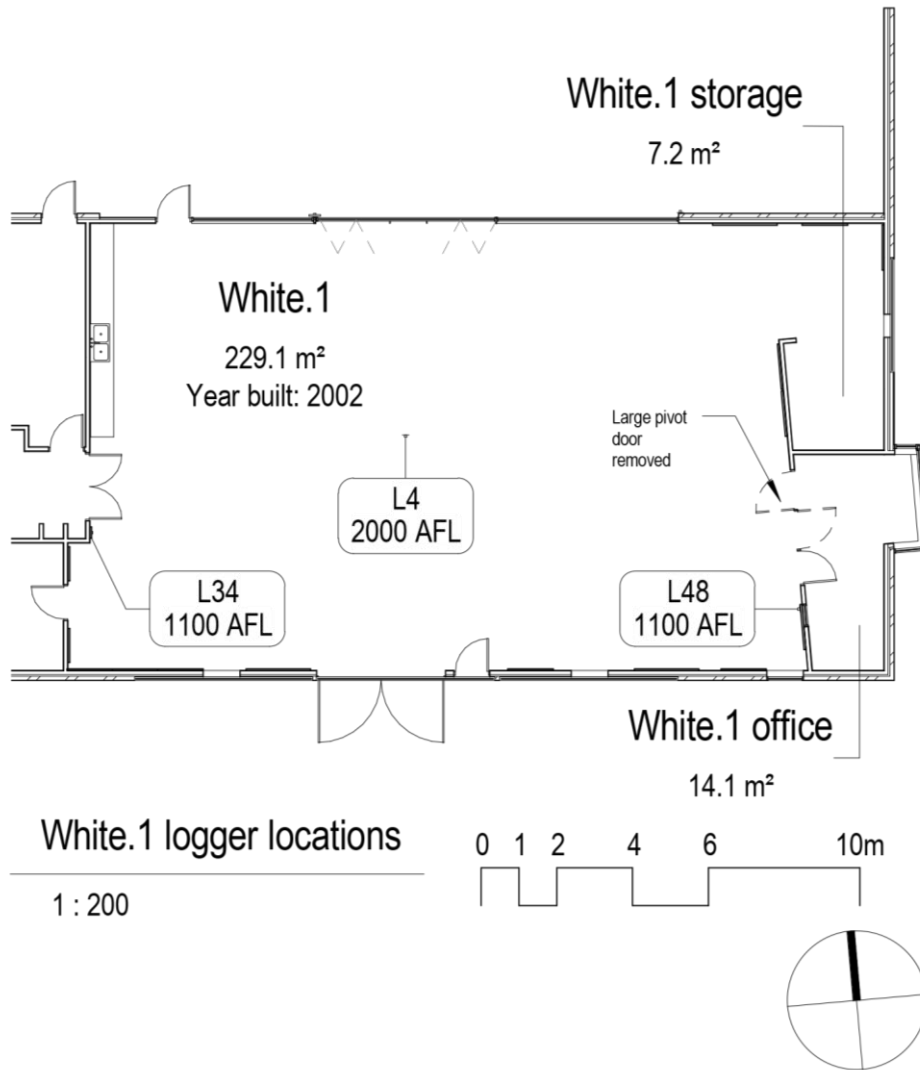 White.1 storage
7.2 m²
White.1
229.1 m²
Year built: 2002
Large pivot
door
removed
L4
2000 AFL
L34
1100 AFL
L48
1100 AFL
White.1 office
14.1 m²
White.1 logger locations
1 : 200
0 1 2 4 6 10m